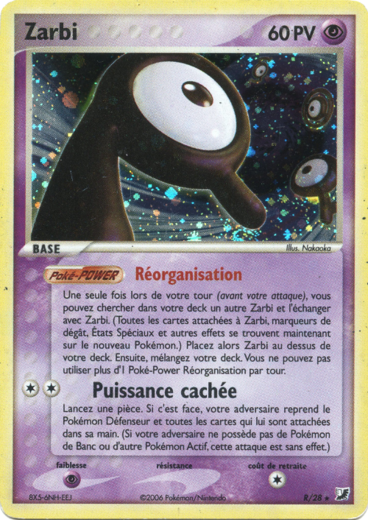 Zarbi
60 PV
BASE
Illus. Nakaoka
Poké-POWER Réorganisation
Une seule fois lors de votre tour (avant votre attaque), vous
pouvez chercher dans votre deck un autre Zarbi et l'échanger
avec Zarbi. (Toutes les cartes attachées à Zarbi, marqueurs de
dégât, États Spéciaux et autres effets se trouvent maintenant
sur le nouveau Pokémon.) Placez alors Zarbi au dessus de
votre deck. Ensuite, mélangez votre deck. Vous ne pouvez pas
utiliser plus d'1 Poké-Power Réorganisation par tour.
Puissance cachée
Lancez une pièce. Si c'est face, votre adversaire reprend le
Pokémon Défenseur et toutes les cartes qui lui sont attachées
dans sa main. (Si votre adversaire ne possède pas de Pokémon
de Banc ou d'autre Pokémon Actif, cette attaque est sans effet.)
faiblesse résistance coût de retraite
BX5-6NH-EEJ ©2006 Pokémon/Nintendo R/28 ★